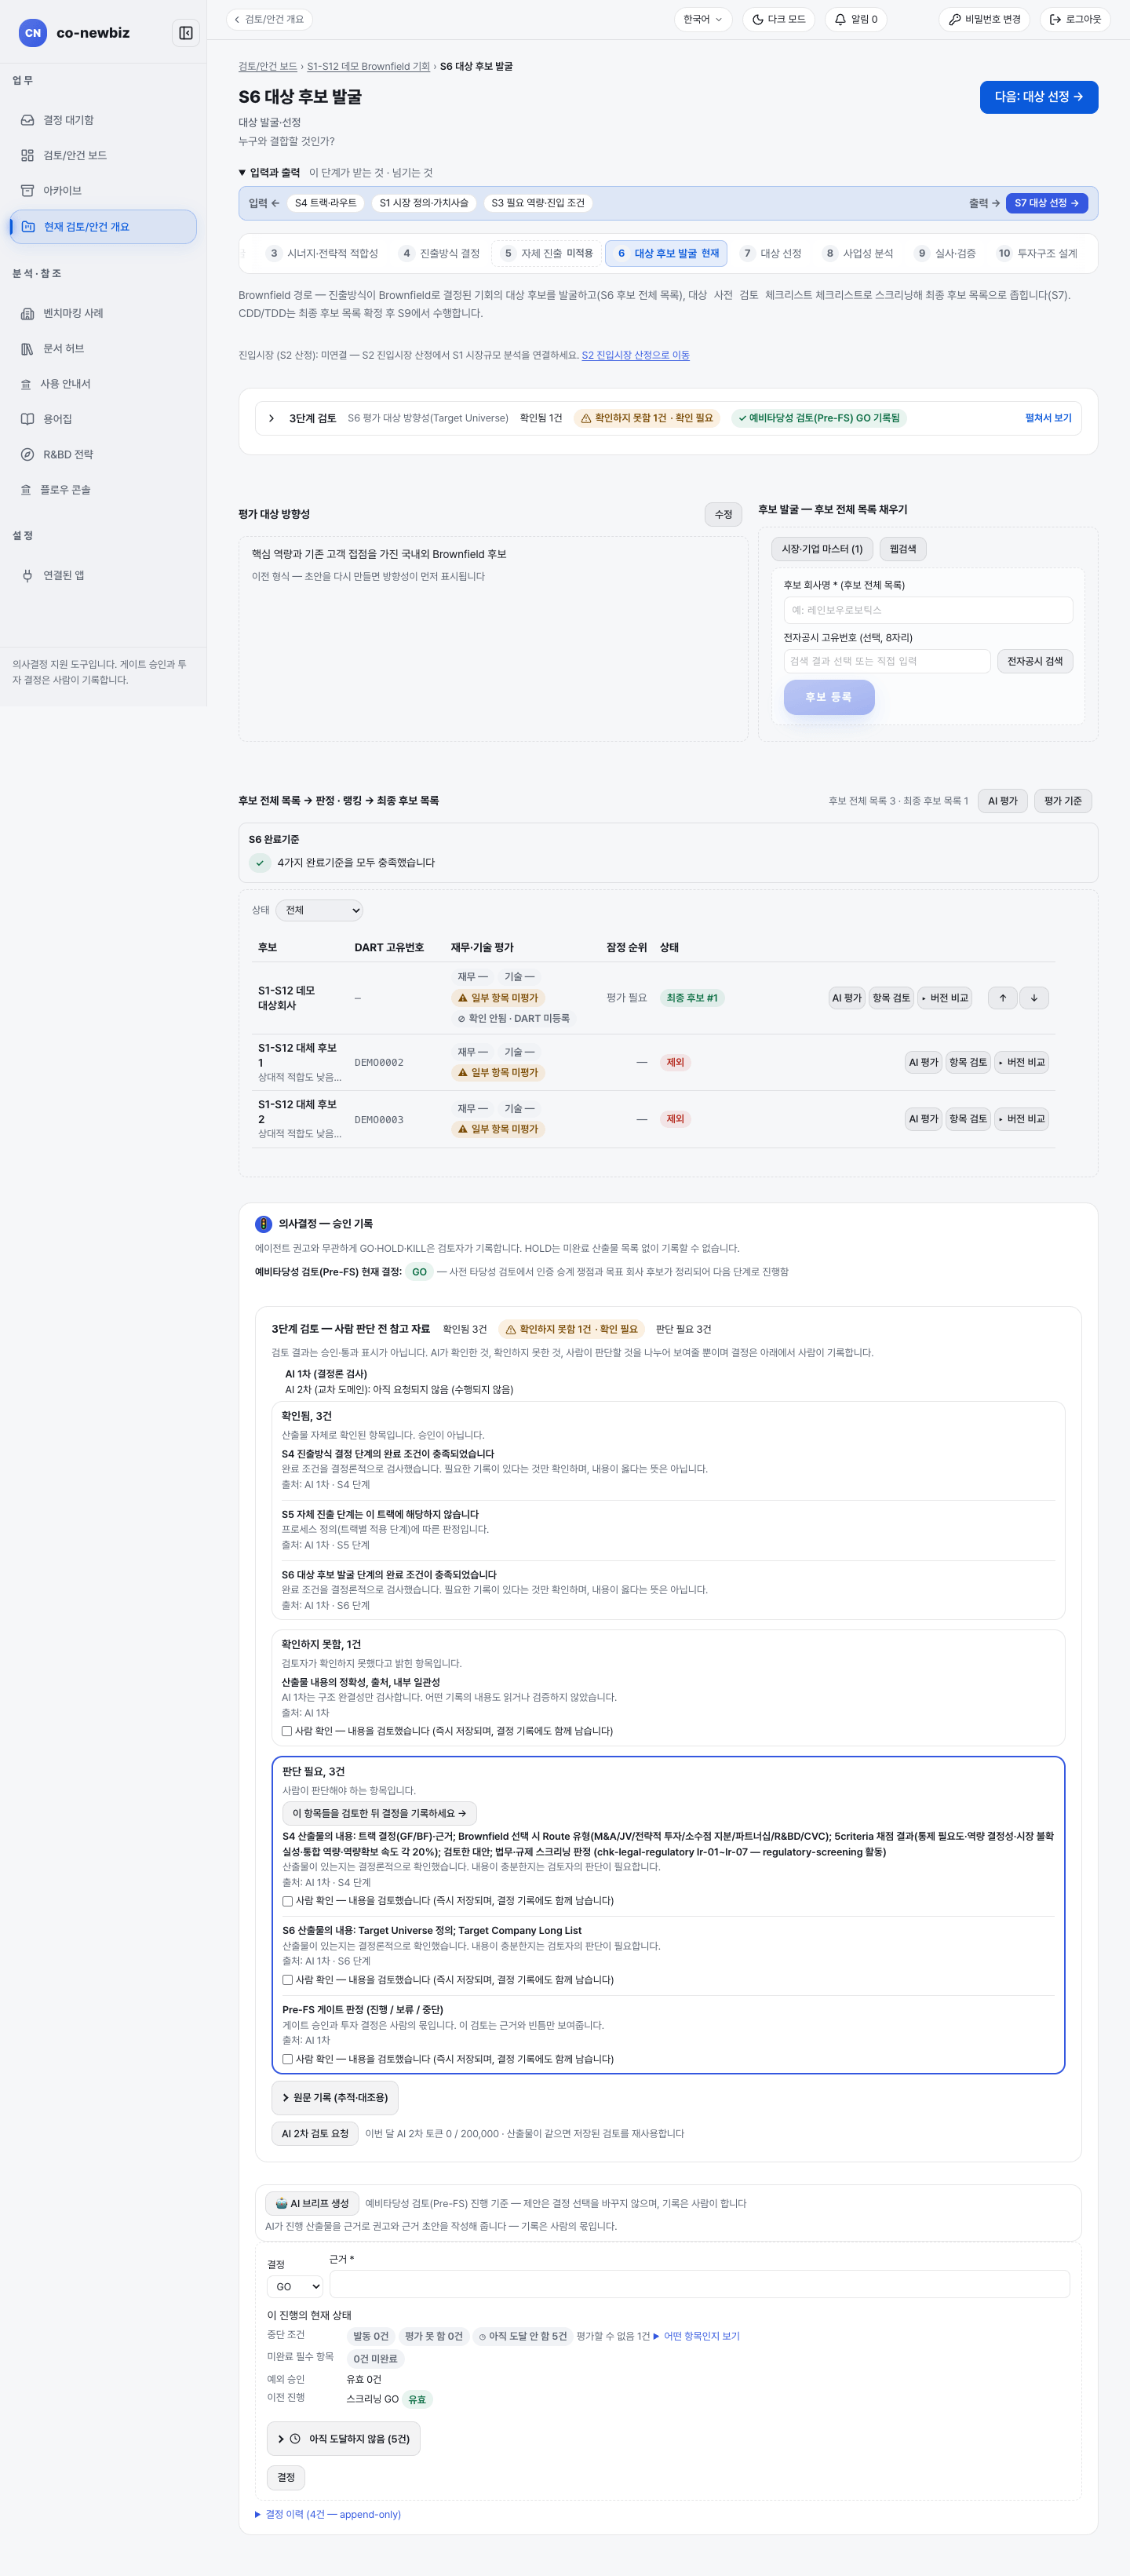 CN co-newbiz
검토/안건 개요
한국어
다크 모드
알림 0
비밀번호 변경
로그아웃
업무
결정 대기함
검토/안건 보드
아카이브
현재 검토/안건 개요
분석·참조
벤치마킹 사례
문서 허브
사용 안내서
용어집
R&BD 전략
플로우 콘솔
설정
연결된 앱
의사결정 지원 도구입니다. 게이트 승인과 투
자 결정은 사람이 기록합니다.
검토/안건 보드 › S1-S12 데모 Brownfield 기회 › S6 대상 후보 발굴
S6 대상 후보 발굴
다음: 대상 선정 →
대상 발굴·선정
누구와 결합할 것인가?
▼ 입력과 출력 이 단계가 받는 것 · 넘기는 것
입력 ← S4 트랙·라우트 S1 시장 정의·가치사슬 S3 필요 역량·진입 조건 출력 → S7 대상 선정 →
3 시너지·전략적 적합성 4 진출방식 결정 5 자체 진출 미적용 6 대상 후보 발굴 현재 7 대상 선정 8 사업성 분석 9 실사·검증 10 투자구조 설계
Brownfield 경로 — 진출방식이 Brownfield로 결정된 기회의 대상 후보를 발굴하고(S6 후보 전체 목록), 대상 사전 검토 체크리스트 체크리스트로 스크리닝해 최종 후보 목록으로 좁힙니다(S7).
CDD/TDD는 최종 후보 목록 확정 후 S9에서 수행합니다.
진입시장 (S2 산정): 미연결 — S2 진입시장 산정에서 S1 시장규모 분석을 연결하세요. S2 진입시장 산정으로 이동
3단계 검토 S6 평가 대상 방향성(Target Universe) 확인됨 1건 확인하지 못함 1건 · 확인 필요 ✓ 예비타당성 검토(Pre-FS) GO 기록됨 펼쳐서 보기
평가 대상 방향성
수정
핵심 역량과 기존 고객 접점을 가진 국내외 Brownfield 후보
이전 형식 — 초안을 다시 만들면 방향성이 먼저 표시됩니다
후보 발굴 — 후보 전체 목록 채우기
시장·기업 마스터 (1) 웹검색
후보 회사명 * (후보 전체 목록)
예: 레인보우로보틱스
전자공시 고유번호 (선택, 8자리)
검색 결과 선택 또는 직접 입력 전자공시 검색
후보 등록
후보 전체 목록 → 판정 · 랭킹 → 최종 후보 목록
후보 전체 목록 3 · 최종 후보 목록 1 AI 평가 평가 기준
S6 완료기준
✓ 4가지 완료기준을 모두 충족했습니다
상태 전체
후보 DART 고유번호 재무·기술 평가 잠정 순위 상태
S1-S12 데모 대상회사 — 재무 — 기술 — ⚠ 일부 항목 미평가 ⊘ 확인 안됨 · DART 미등록 평가 필요 최종 후보 #1 AI 평가 항목 검토 ▸ 버전 비교 ↑ ↓
S1-S12 대체 후보 1 상대적 적합도 낮음… DEMO0002 재무 — 기술 — ⚠ 일부 항목 미평가 — 제외 AI 평가 항목 검토 ▸ 버전 비교
S1-S12 대체 후보 2 상대적 적합도 낮음… DEMO0003 재무 — 기술 — ⚠ 일부 항목 미평가 — 제외 AI 평가 항목 검토 ▸ 버전 비교
의사결정 — 승인 기록
에이전트 권고와 무관하게 GO·HOLD·KILL은 검토자가 기록합니다. HOLD는 미완료 산출물 목록 없이 기록할 수 없습니다.
예비타당성 검토(Pre-FS) 현재 결정: GO — 사전 타당성 검토에서 인증 승계 쟁점과 목표 회사 후보가 정리되어 다음 단계로 진행함
3단계 검토 — 사람 판단 전 참고 자료 확인됨 3건 확인하지 못함 1건 · 확인 필요 판단 필요 3건
검토 결과는 승인·통과 표시가 아닙니다. AI가 확인한 것, 확인하지 못한 것, 사람이 판단할 것을 나누어 보여줄 뿐이며 결정은 아래에서 사람이 기록합니다.
AI 1차 (결정론 검사)
AI 2차 (교차 도메인): 아직 요청되지 않음 (수행되지 않음)
확인됨, 3건
산출물 자체로 확인된 항목입니다. 승인이 아닙니다.
S4 진출방식 결정 단계의 완료 조건이 충족되었습니다
완료 조건을 결정론적으로 검사했습니다. 필요한 기록이 있다는 것만 확인하며, 내용이 옳다는 뜻은 아닙니다.
출처: AI 1차 · S4 단계
S5 자체 진출 단계는 이 트랙에 해당하지 않습니다
프로세스 정의(트랙별 적용 단계)에 따른 판정입니다.
출처: AI 1차 · S5 단계
S6 대상 후보 발굴 단계의 완료 조건이 충족되었습니다
완료 조건을 결정론적으로 검사했습니다. 필요한 기록이 있다는 것만 확인하며, 내용이 옳다는 뜻은 아닙니다.
출처: AI 1차 · S6 단계
확인하지 못함, 1건
검토자가 확인하지 못했다고 밝힌 항목입니다.
산출물 내용의 정확성, 출처, 내부 일관성
AI 1차는 구조 완결성만 검사합니다. 어떤 기록의 내용도 읽거나 검증하지 않았습니다.
출처: AI 1차
사람 확인 — 내용을 검토했습니다 (즉시 저장되며, 결정 기록에도 함께 남습니다)
판단 필요, 3건
사람이 판단해야 하는 항목입니다.
이 항목들을 검토한 뒤 결정을 기록하세요 →
S4 산출물의 내용: 트랙 결정(GF/BF)·근거; Brownfield 선택 시 Route 유형(M&A/JV/전략적 투자/소수점 지분/파트너십/R&BD/CVC); 5criteria 채점 결과(통제 필요도·역량 결정성·시장 불확
실성·통합 역량·역량확보 속도 각 20%); 검토한 대안; 법무·규제 스크리닝 판정 (chk-legal-regulatory lr-01~lr-07 — regulatory-screening 활동)
산출물이 있는지는 결정론적으로 확인했습니다. 내용이 충분한지는 검토자의 판단이 필요합니다.
출처: AI 1차 · S4 단계
사람 확인 — 내용을 검토했습니다 (즉시 저장되며, 결정 기록에도 함께 남습니다)
S6 산출물의 내용: Target Universe 정의; Target Company Long List
산출물이 있는지는 결정론적으로 확인했습니다. 내용이 충분한지는 검토자의 판단이 필요합니다.
출처: AI 1차 · S6 단계
사람 확인 — 내용을 검토했습니다 (즉시 저장되며, 결정 기록에도 함께 남습니다)
Pre-FS 게이트 판정 (진행 / 보류 / 중단)
게이트 승인과 투자 결정은 사람의 몫입니다. 이 검토는 근거와 빈틈만 보여줍니다.
출처: AI 1차
사람 확인 — 내용을 검토했습니다 (즉시 저장되며, 결정 기록에도 함께 남습니다)
원문 기록 (추적·대조용)
AI 2차 검토 요청 이번 달 AI 2차 토큰 0 / 200,000 · 산출물이 같으면 저장된 검토를 재사용합니다
AI 브리프 생성 예비타당성 검토(Pre-FS) 진행 기준 — 제안은 결정 선택을 바꾸지 않으며, 기록은 사람이 합니다
AI가 진행 산출물을 근거로 권고와 근거 초안을 작성해 줍니다 — 기록은 사람의 몫입니다.
결정 근거 *
GO
이 진행의 현재 상태
중단 조건 발동 0건 평가 못 함 0건 아직 도달 안 함 5건 평가할 수 없음 1건 ▶ 어떤 항목인지 보기
미완료 필수 항목 0건 미완료
예외 승인 유효 0건
이전 진행 스크리닝 GO 유효
아직 도달하지 않음 (5건)
결정
▶ 결정 이력 (4건 — append-only)